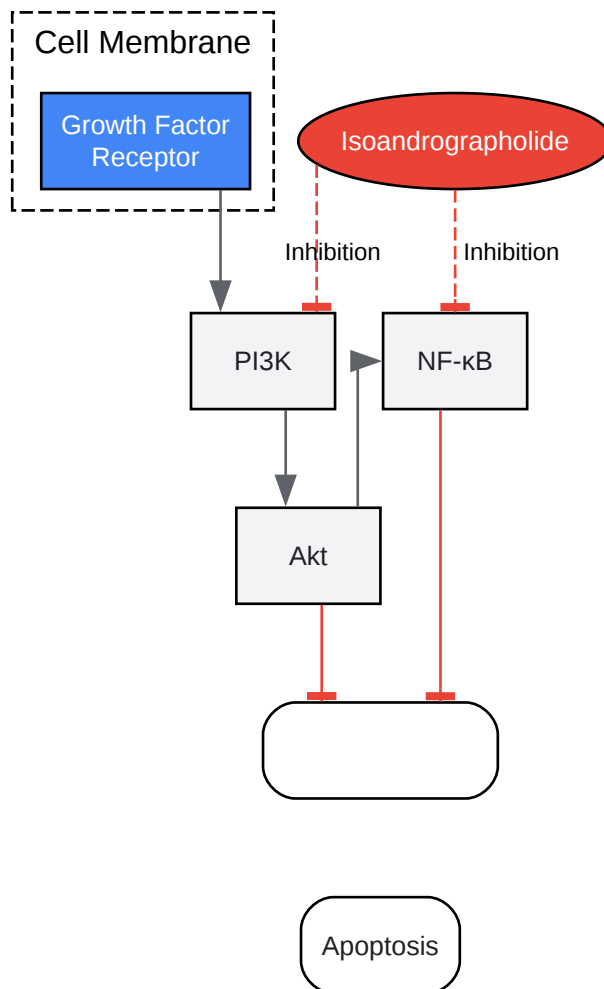 Cell Membrane
Growth Factor
Receptor
Isoandrographolide
Inhibition
Inhibition
PI3K
NF-κB
Akt
Apoptosis